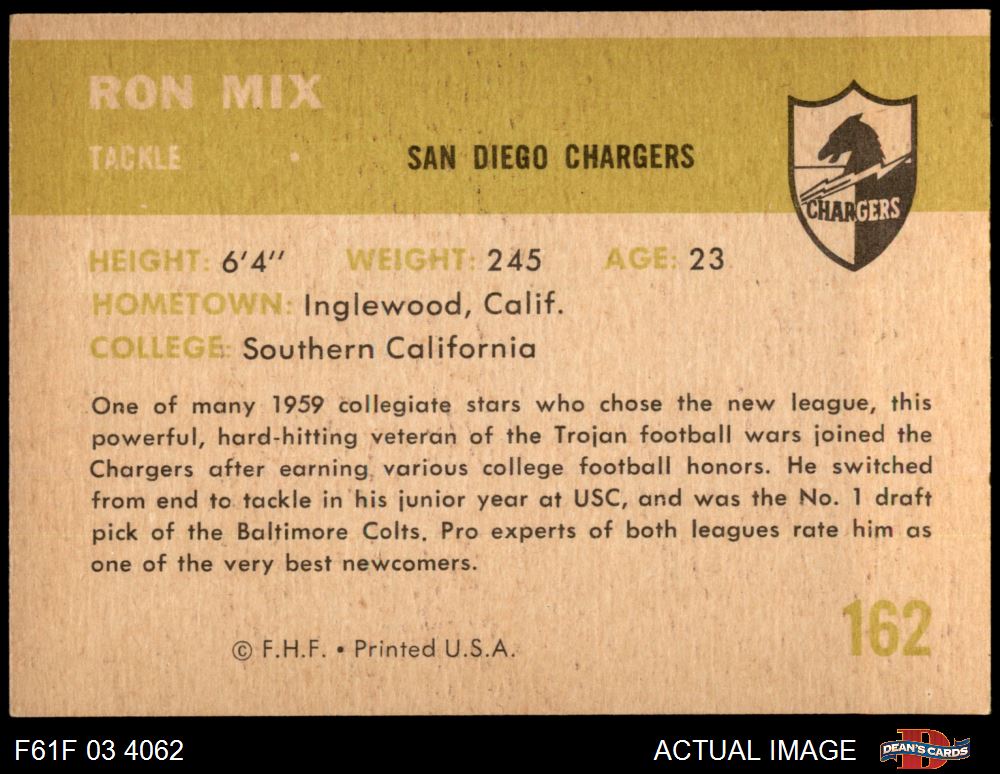 RON MIX
TACKLE
SAN DIEGO CHARGERS
CHARGERS
HEIGHT: 6'4" WEIGHT: 245 AGE: 23
HOMETOWN: Inglewood, Calif.
COLLEGE: Southern California
One of many 1959 collegiate stars who chose the new league, this
powerful, hard-hitting veteran of the Trojan football wars joined the
Chargers after earning various college football honors. He switched
from end to tackle in his junior year at USC, and was the No. 1 draft
pick of the Baltimore Colts. Pro experts of both leagues rate him as
one of the very best newcomers.
162
© F.H.F. • Printed U.S.A.
F61F 03 4062
ACTUAL IMAGE
DEAN'S CARDS